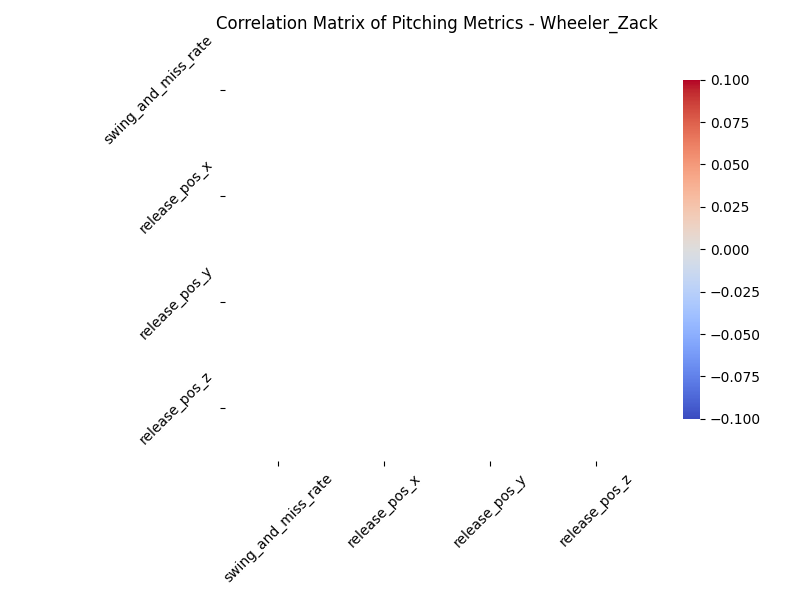 Correlation Matrix of Pitching Metrics - Wheeler_Zack
swing_and_miss_rate
release_pos_x
release_pos_y
release_pos_z
swing_and_miss_rate
release_pos_x
release_pos_y
release_pos_z
0.100
0.075
0.050
0.025
0.000
−0.025
−0.050
−0.075
−0.100